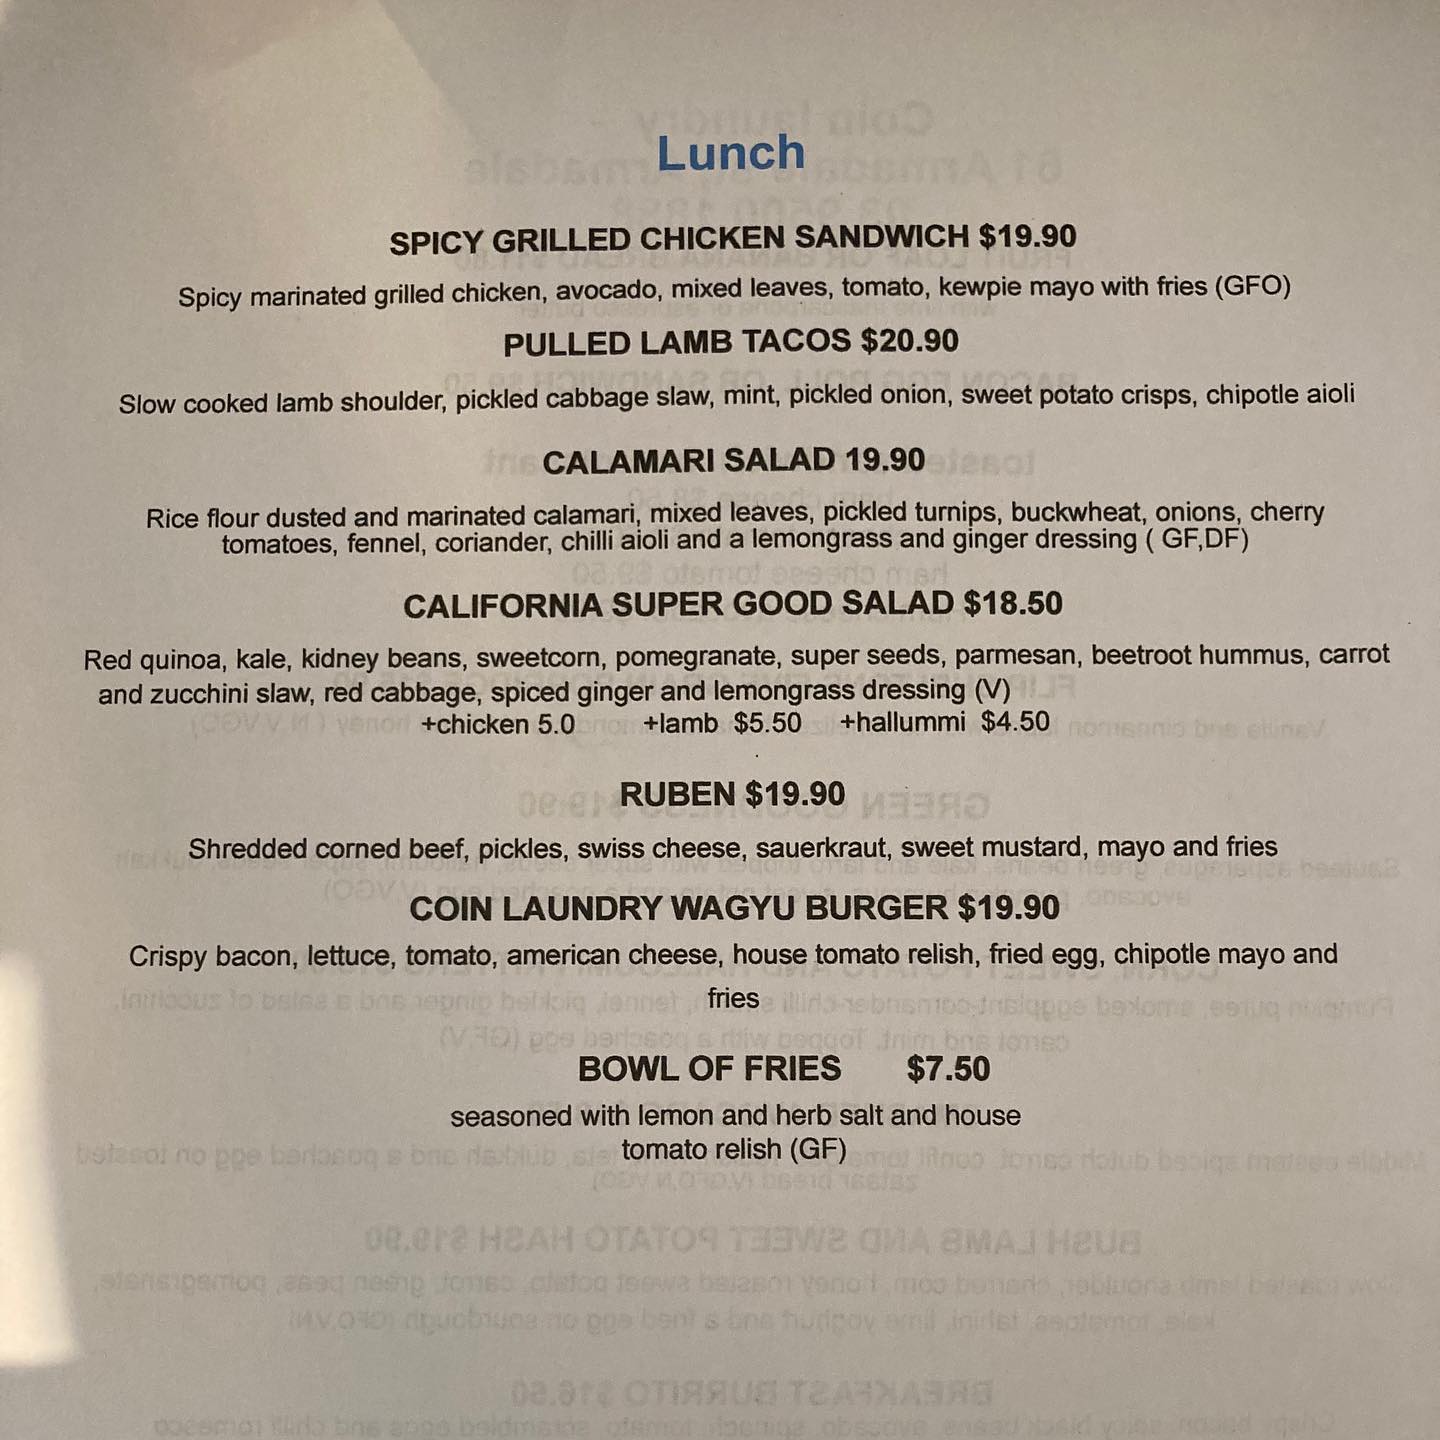 Lunch
SPICY GRILLED CHICKEN SANDWICH $19.90
Spicy marinated grilled chicken, avocado, mixed leaves, tomato, kewpie mayo with fries (GFO)
PULLED LAMB TACOS $20.90
Slow cooked lamb shoulder, pickled cabbage slaw, mint, pickled onion, sweet potato crisps, chipotle aioli
CALAMARI SALAD 19.90
Rice flour dusted and marinated calamari, mixed leaves, pickled turnips, buckwheat, onions, cherry
tomatoes, fennel, coriander, chilli aioli and a lemongrass and ginger dressing ( GF,DF)
CALIFORNIA SUPER GOOD SALAD $18.50
Red quinoa, kale, kidney beans, sweetcorn, pomegranate, super seeds, parmesan, beetroot hummus, carrot
and zucchini slaw, red cabbage, spiced ginger and lemongrass dressing (V)
+chicken 5.0 +lamb $5.50 +hallummi $4.50
RUBEN $19.90
Shredded corned beef, pickles, swiss cheese, sauerkraut, sweet mustard, mayo and fries
COIN LAUNDRY WAGYU BURGER $19.90
Crispy bacon, lettuce, tomato, american cheese, house tomato relish, fried egg, chipotle mayo and
fries
BOWL OF FRIES $7.50
seasoned with lemon and herb salt and house
tomato relish (GF)